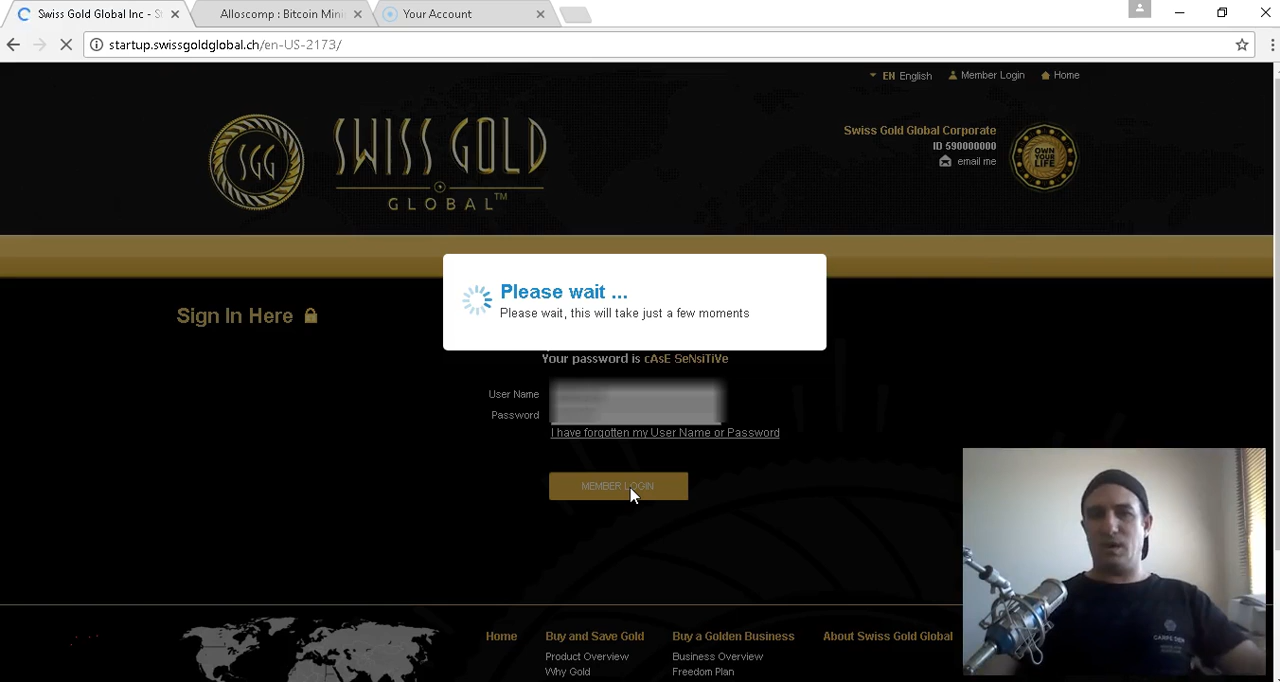 Swiss Gold Global Inc - St
Alloscomp : Bitcoin Mini
Your Account
startup.swissgoldglobal.ch/en-US-2173/
EN English
Member Login
Home
SGG
SWISS GOLD
GLOBAL™
Swiss Gold Global Corporate
ID 590000000
email me
OWN
YOUR
LIFE
Please wait ...
Please wait, this will take just a few moments
Sign In Here
Your password is cAsE SeNsiTiVe
User Name
Password
I have forgotten my User Name or Password
MEMBER LOGIN
Home
Buy and Save Gold
Buy a Golden Business
About Swiss Gold Global
Product Overview
Business Overview
Why Gold
Freedom Plan